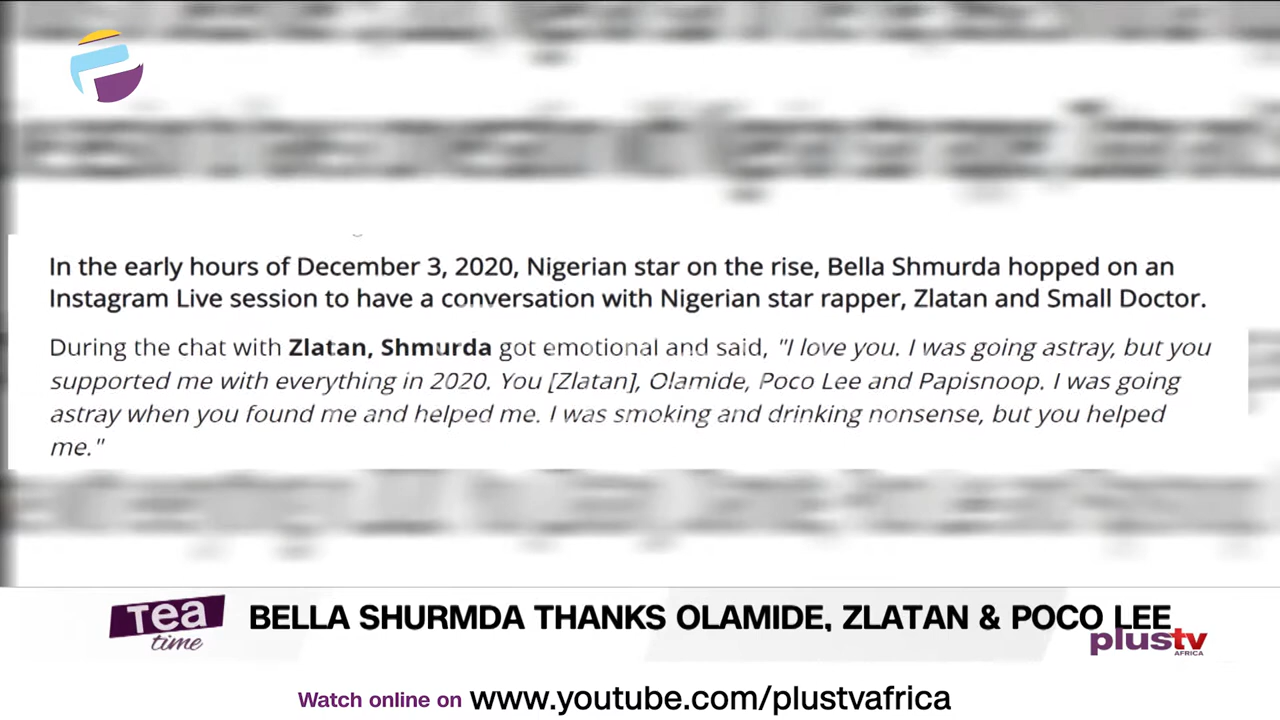 In the early hours of December 3, 2020, Nigerian star on the rise, Bella Shmurda hopped on an
Instagram Live session to have a conversation with Nigerian star rapper, Zlatan and Small Doctor.
During the chat with Zlatan, Shmurda got emotional and said, "I love you. I was going astray, but you
supported me with everything in 2020. You [Zlatan], Olamide, Poco Lee and Papisnoop. I was going
astray when you found me and helped me. I was smoking and drinking nonsense, but you helped
me."
Tea
time
BELLA SHURMDA THANKS OLAMIDE, ZLATAN & POCO LEE
plustv
AFRICA
Watch online on www.youtube.com/plustvafrica